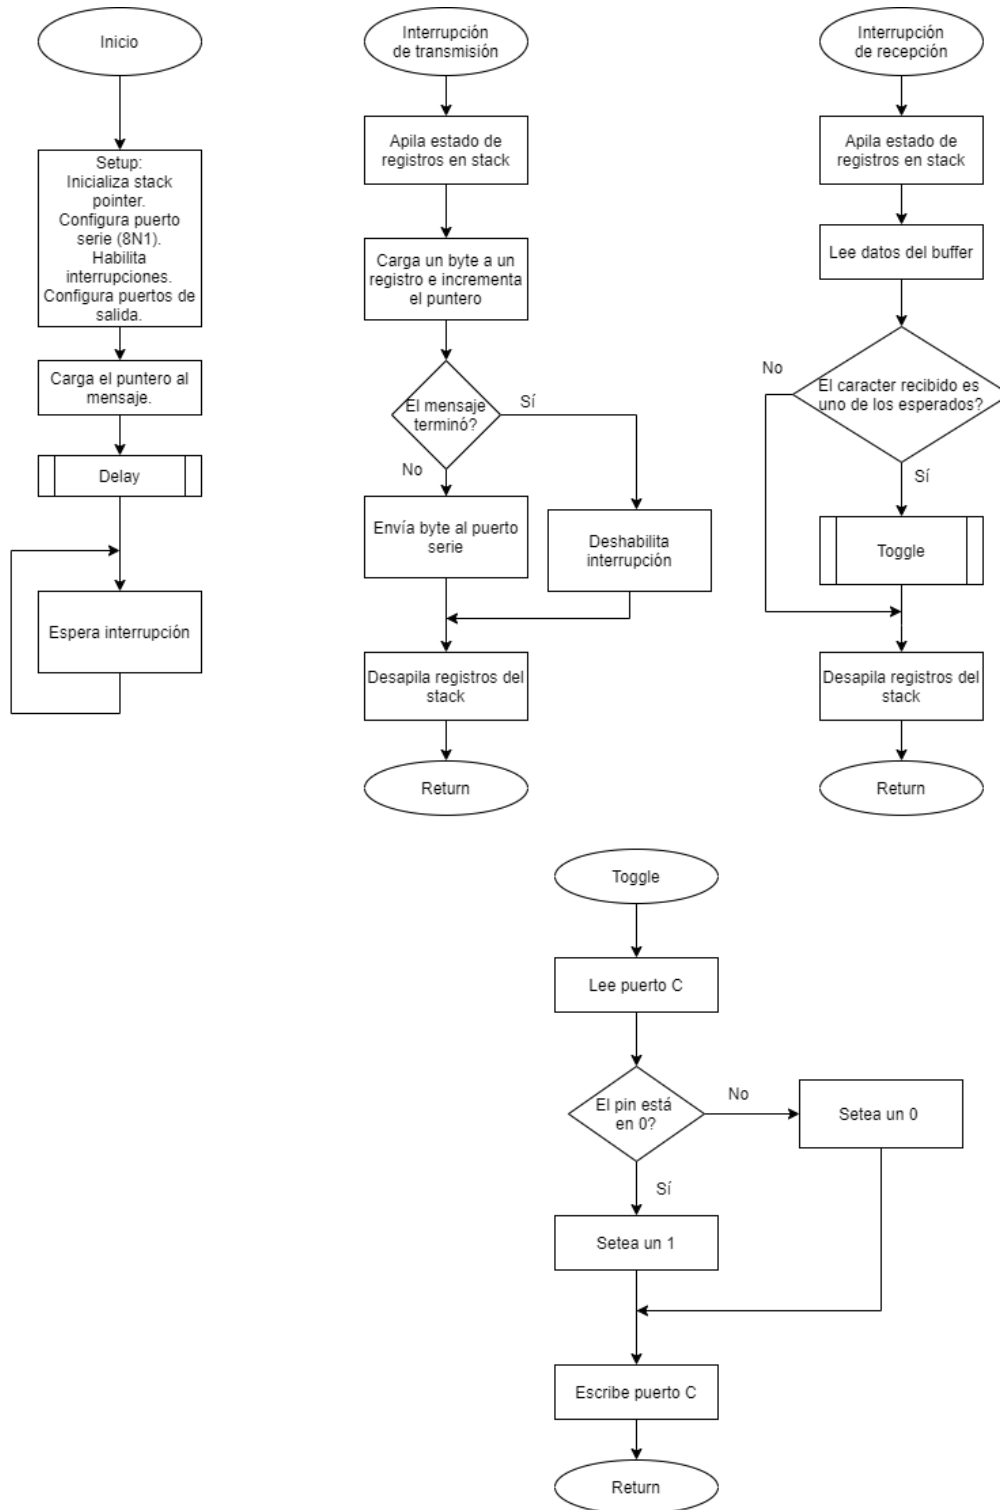 Inicio
Setup:
Inicializa stack
pointer.
Configura puerto
serie (8N1).
Habilita
interrupciones.
Configura puertos de
salida.
Carga el puntero al
mensaje.
Delay
Espera interrupción
Interrupción
de transmisión
Apila estado de
registros en stack
Carga un byte a un
registro e incrementa
el puntero
El mensaje
terminó?
Sí
No
Envía byte al puerto
serie
Deshabilita
interrupción
Desapila registros del
stack
Return
Interrupción
de recepción
Apila estado de
registros en stack
Lee datos del buffer
El caracter recibido es
uno de los esperados?
No
Sí
Toggle
Desapila registros del
stack
Return
Toggle
Lee puerto C
El pin está
en 0?
No
Setea un 0
Sí
Setea un 1
Escribe puerto C
Return